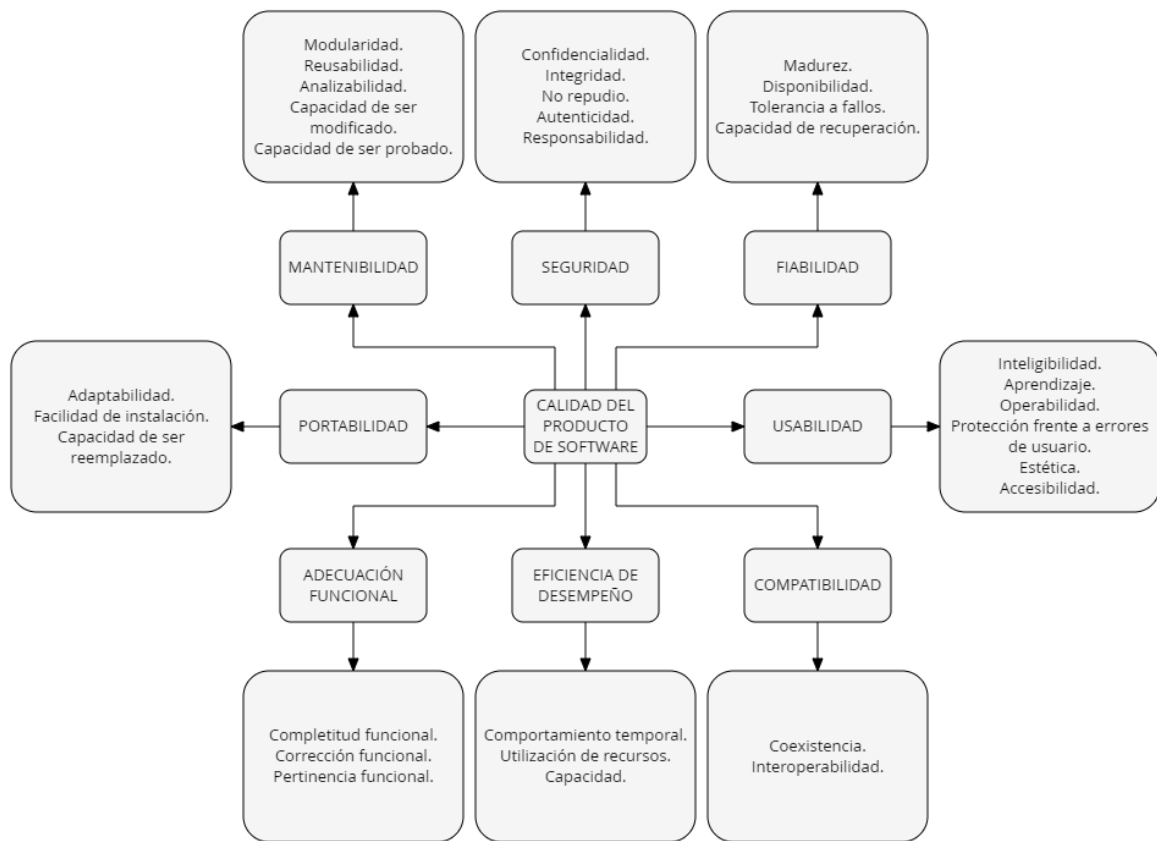 Modularidad.
Reusabilidad.
Analizabilidad.
Capacidad de ser
modificado.
Capacidad de ser probado.
Confidencialidad.
Integridad.
No repudio.
Autenticidad.
Responsabilidad.
Madurez.
Disponibilidad.
Tolerancia a fallos.
Capacidad de recuperación.
MANTENIBILIDAD
SEGURIDAD
FIABILIDAD
Adaptabilidad.
Facilidad de instalación.
Capacidad de ser
reemplazado.
PORTABILIDAD
CALIDAD DEL
PRODUCTO
DE SOFTWARE
USABILIDAD
Inteligibilidad.
Aprendizaje.
Operabilidad.
Protección frente a errores
de usuario.
Estética.
Accesibilidad.
ADECUACIÓN
FUNCIONAL
EFICIENCIA DE
DESEMPEÑO
COMPATIBILIDAD
Completitud funcional.
Corrección funcional.
Pertinencia funcional.
Comportamiento temporal.
Utilización de recursos.
Capacidad.
Coexistencia.
Interoperabilidad.